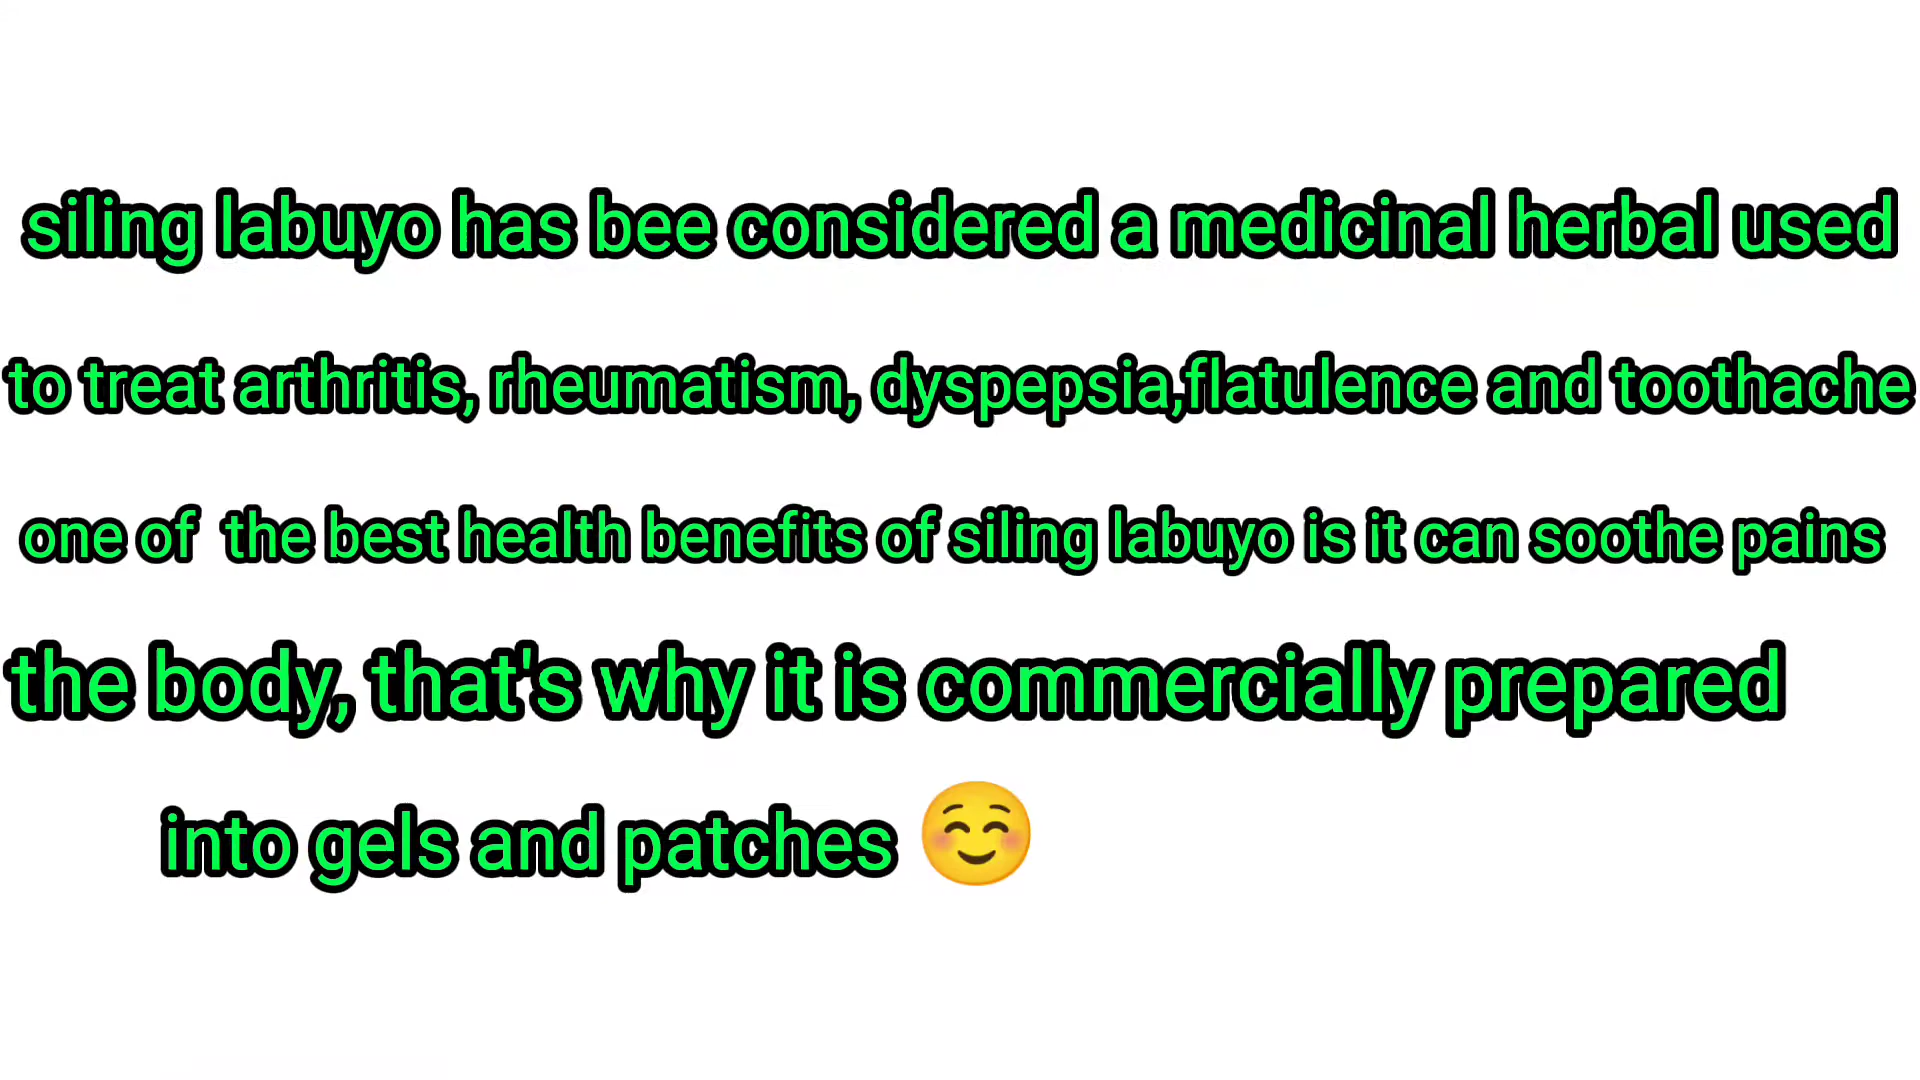 siling labuyo has bee considered a medicinal herbal used
to treat arthritis, rheumatism, dyspepsia,flatulence and toothache
one of  the best health benefits of siling labuyo is it can soothe pains
the body, that's why it is commercially prepared
into gels and patches ☺️